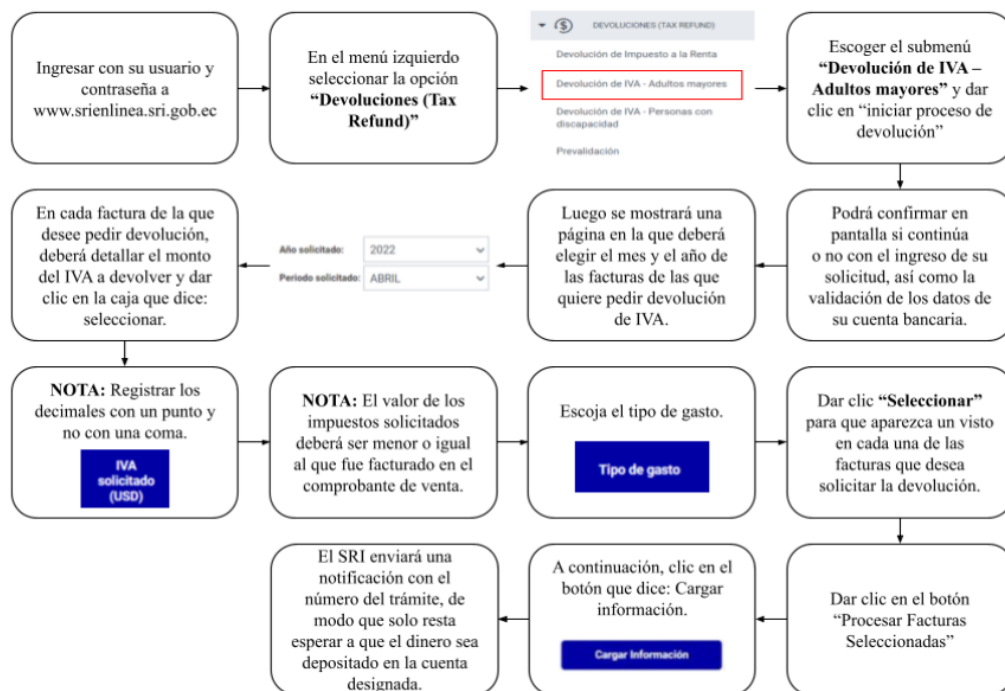 Ingresar con su usuario y
contraseña a
www.srienlinea.sri.gob.ec
En el menú izquierdo
seleccionar la opción
“Devoluciones (Tax
Refund)”
DEVOLUCIONES (TAX REFUND)
Devolución de Impuesto a la Renta
Devolución de IVA - Adultos mayores
Devolución de IVA - Personas con
discapacidad
Prevalidación
Escoger el submenú
“Devolución de IVA –
Adultos mayores” y dar
clic en “iniciar proceso de
devolución”
Podrá confirmar en
pantalla si continúa
o no con el ingreso de su
solicitud, así como la
validación de los datos de
su cuenta bancaria.
Luego se mostrará una
página en la que deberá
elegir el mes y el año de
las facturas de las que
quiere pedir devolución
de IVA.
Año solicitado: 2022
Periodo solicitado: ABRIL
En cada factura de la que
desee pedir devolución,
deberá detallar el monto
del IVA a devolver y dar
clic en la caja que dice:
seleccionar.
NOTA: Registrar los
decimales con un punto y
no con una coma.
IVA
solicitado
(USD)
NOTA: El valor de los
impuestos solicitados
deberá ser menor o igual
al que fue facturado en el
comprobante de venta.
Escoja el tipo de gasto.
Tipo de gasto
Dar clic “Seleccionar”
para que aparezca un visto
en cada una de las
facturas que desea
solicitar la devolución.
Dar clic en el botón
“Procesar Facturas
Seleccionadas”
A continuación, clic en el
botón que dice: Cargar
información.
Cargar Información
El SRI enviará una
notificación con el
número del trámite, de
modo que solo resta
esperar a que el dinero sea
depositado en la cuenta
designada.